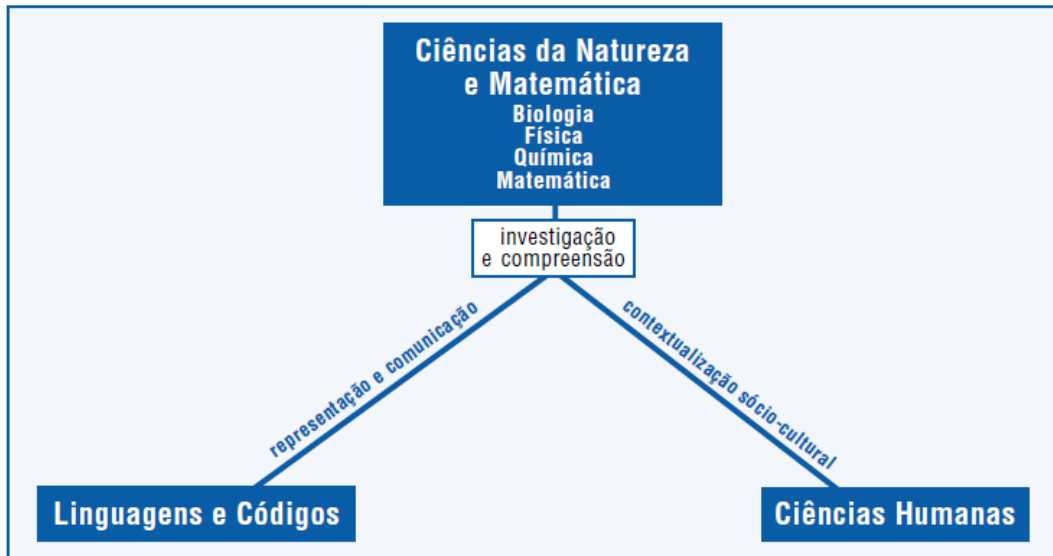 Ciências da Natureza
e Matemática
Biologia
Física
Química
Matemática
investigação
e compreensão
representação e comunicação
contextualização sócio-cultural
Linguagens e Códigos
Ciências Humanas